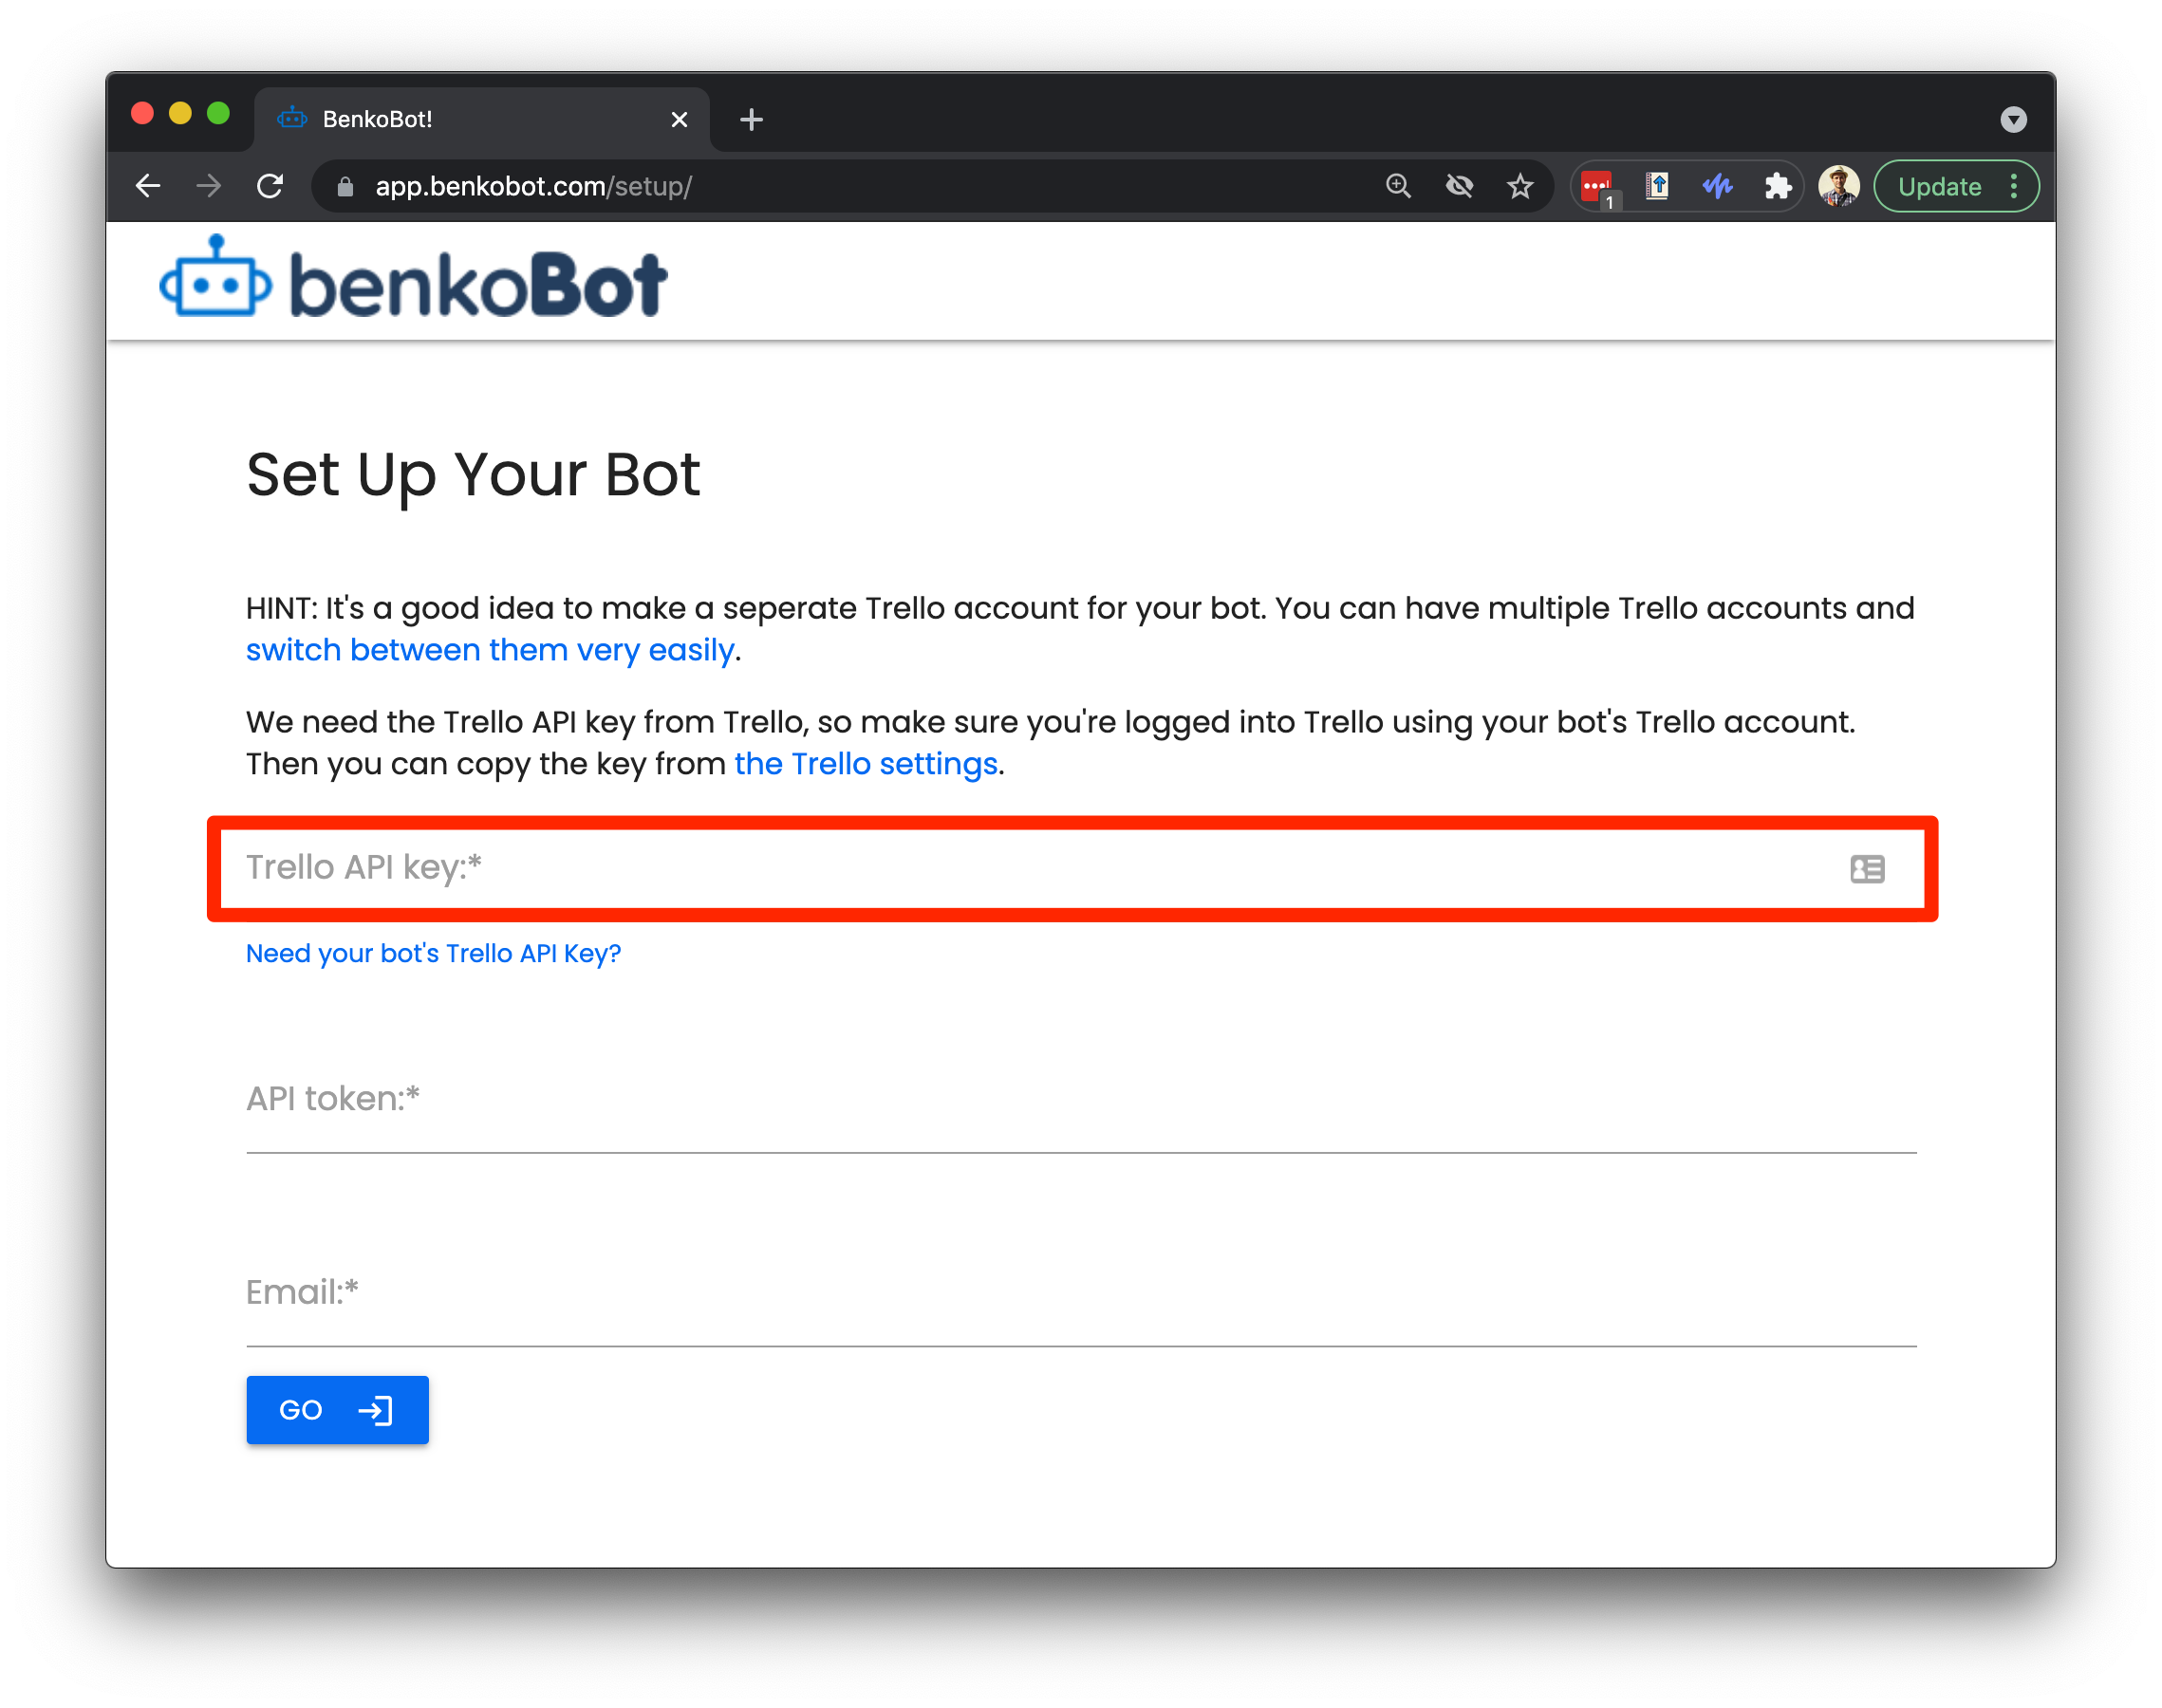 BenkoBot!
app.benkobot.com/setup/
1
Update
benkoBot
Set Up Your Bot
HINT: It's a good idea to make a seperate Trello account for your bot. You can have multiple Trello accounts and
switch between them very easily.
We need the Trello API key from Trello, so make sure you're logged into Trello using your bot's Trello account.
Then you can copy the key from the Trello settings.
Trello API key:*
Need your bot's Trello API Key?
API token:*
Email:*
GO